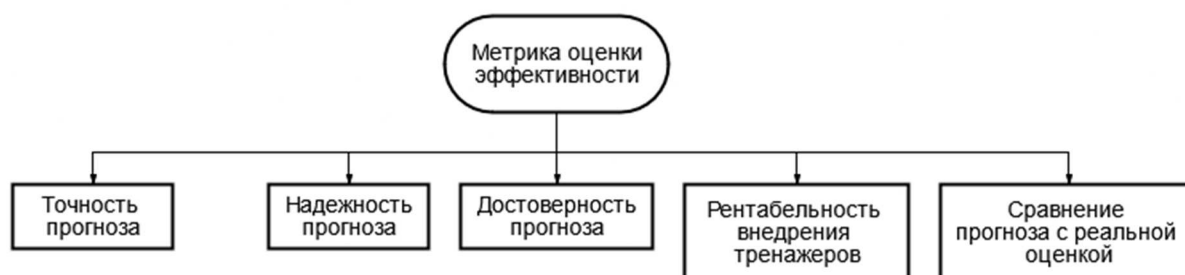 Метрика оценки
эффективности
Точность
прогноза
Надежность
прогноза
Достоверность
прогноза
Рентабельность
внедрения
тренажеров
Сравнение
прогноза с реальной
оценкой